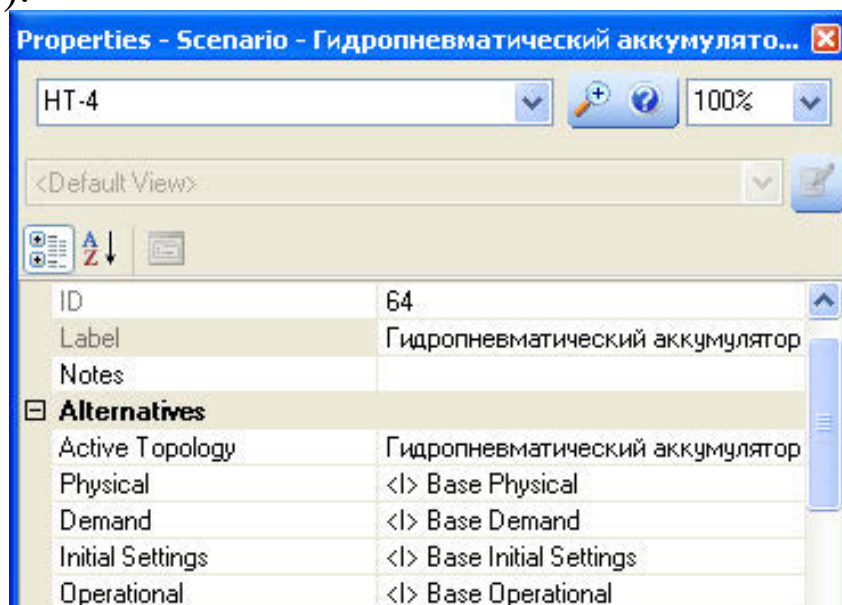 ).
Properties - Scenario - Гидропневматический аккумулято...
HT-4 100%
<Default View>
ID 64
Label Гидропневматический аккумулятор
Notes
Alternatives
Active Topology Гидропневматический аккумулятор
Physical <I> Base Physical
Demand <I> Base Demand
Initial Settings <I> Base Initial Settings
Operational <I> Base Operational